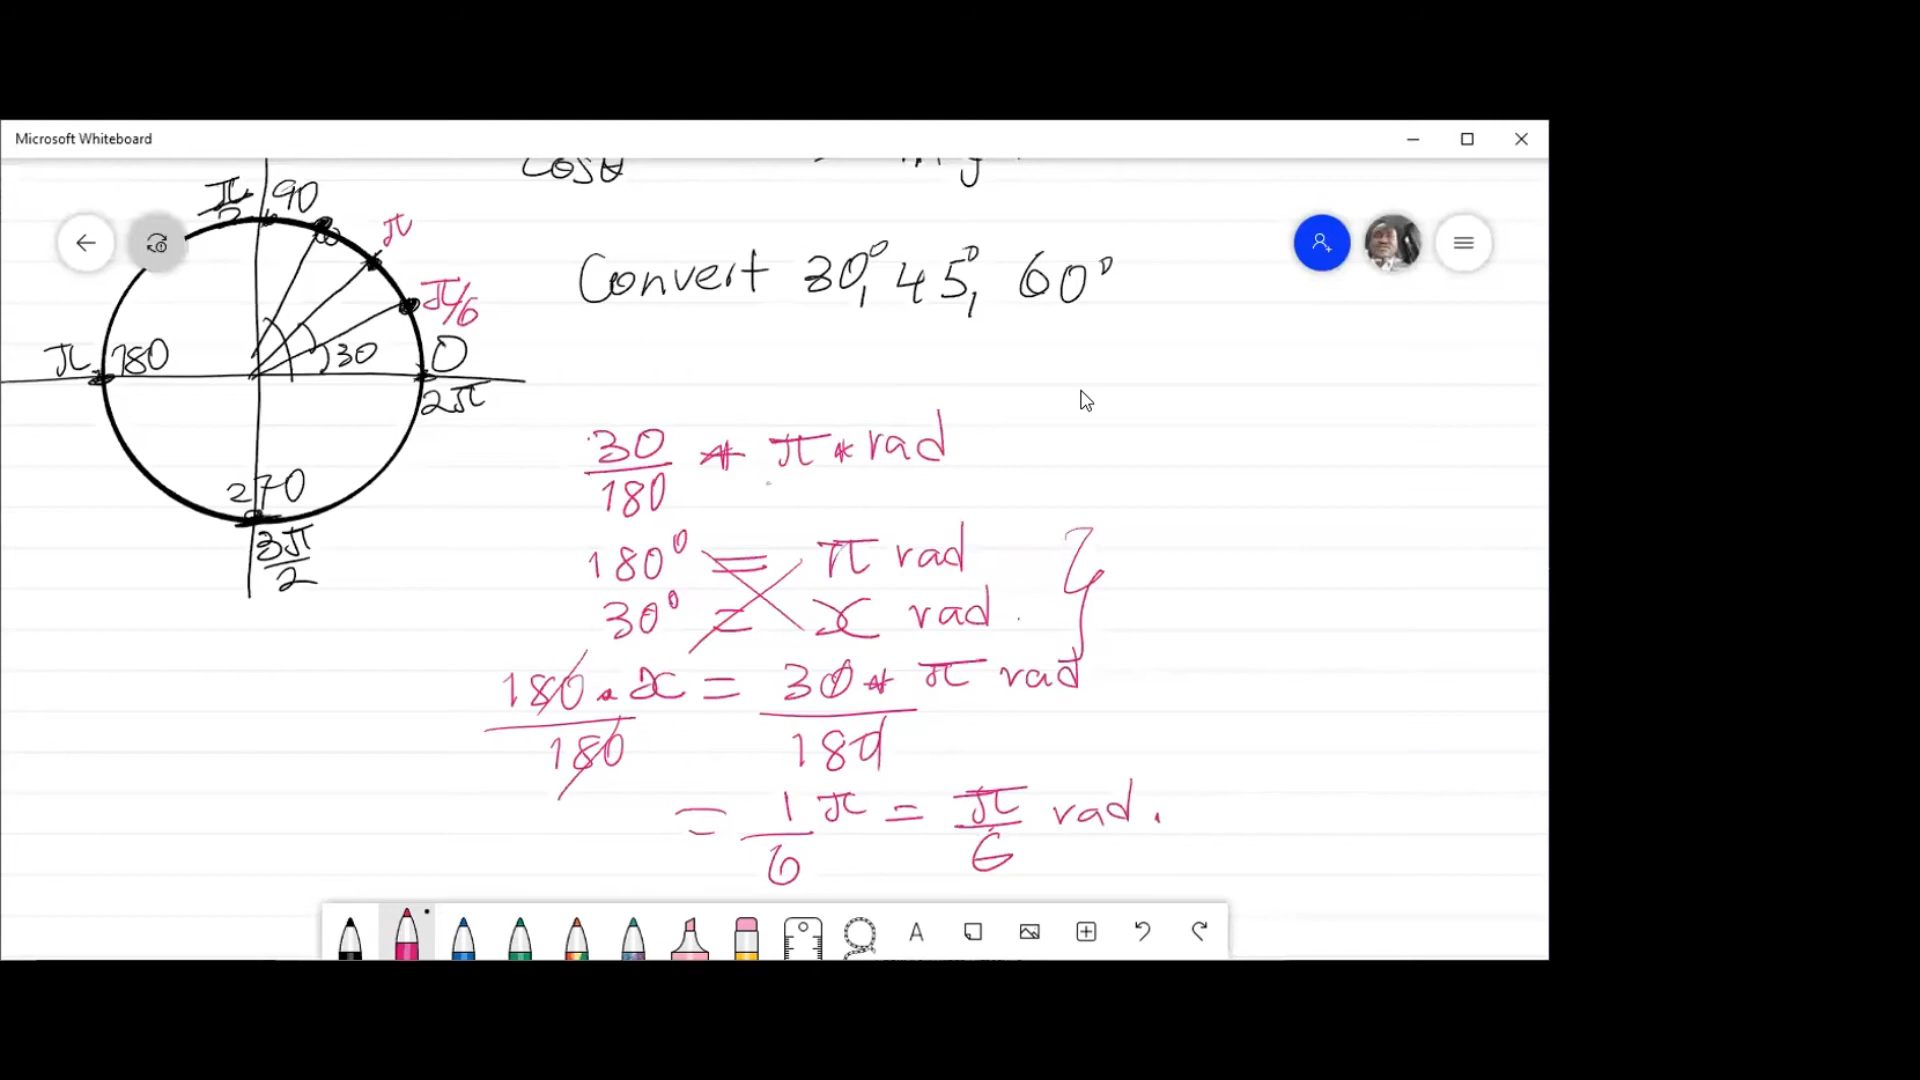 Microsoft Whiteboard
Cosθ
π/2 90
π
π/6
Convert 30°, 45°, 60°
π 180
30
0
2π
30/180 * π * rad
270
3π/2
180° = π rad
30° = x rad.
180 . x / 180 = 30 * π rad / 180
= 1/6 π = π/6 rad.
A